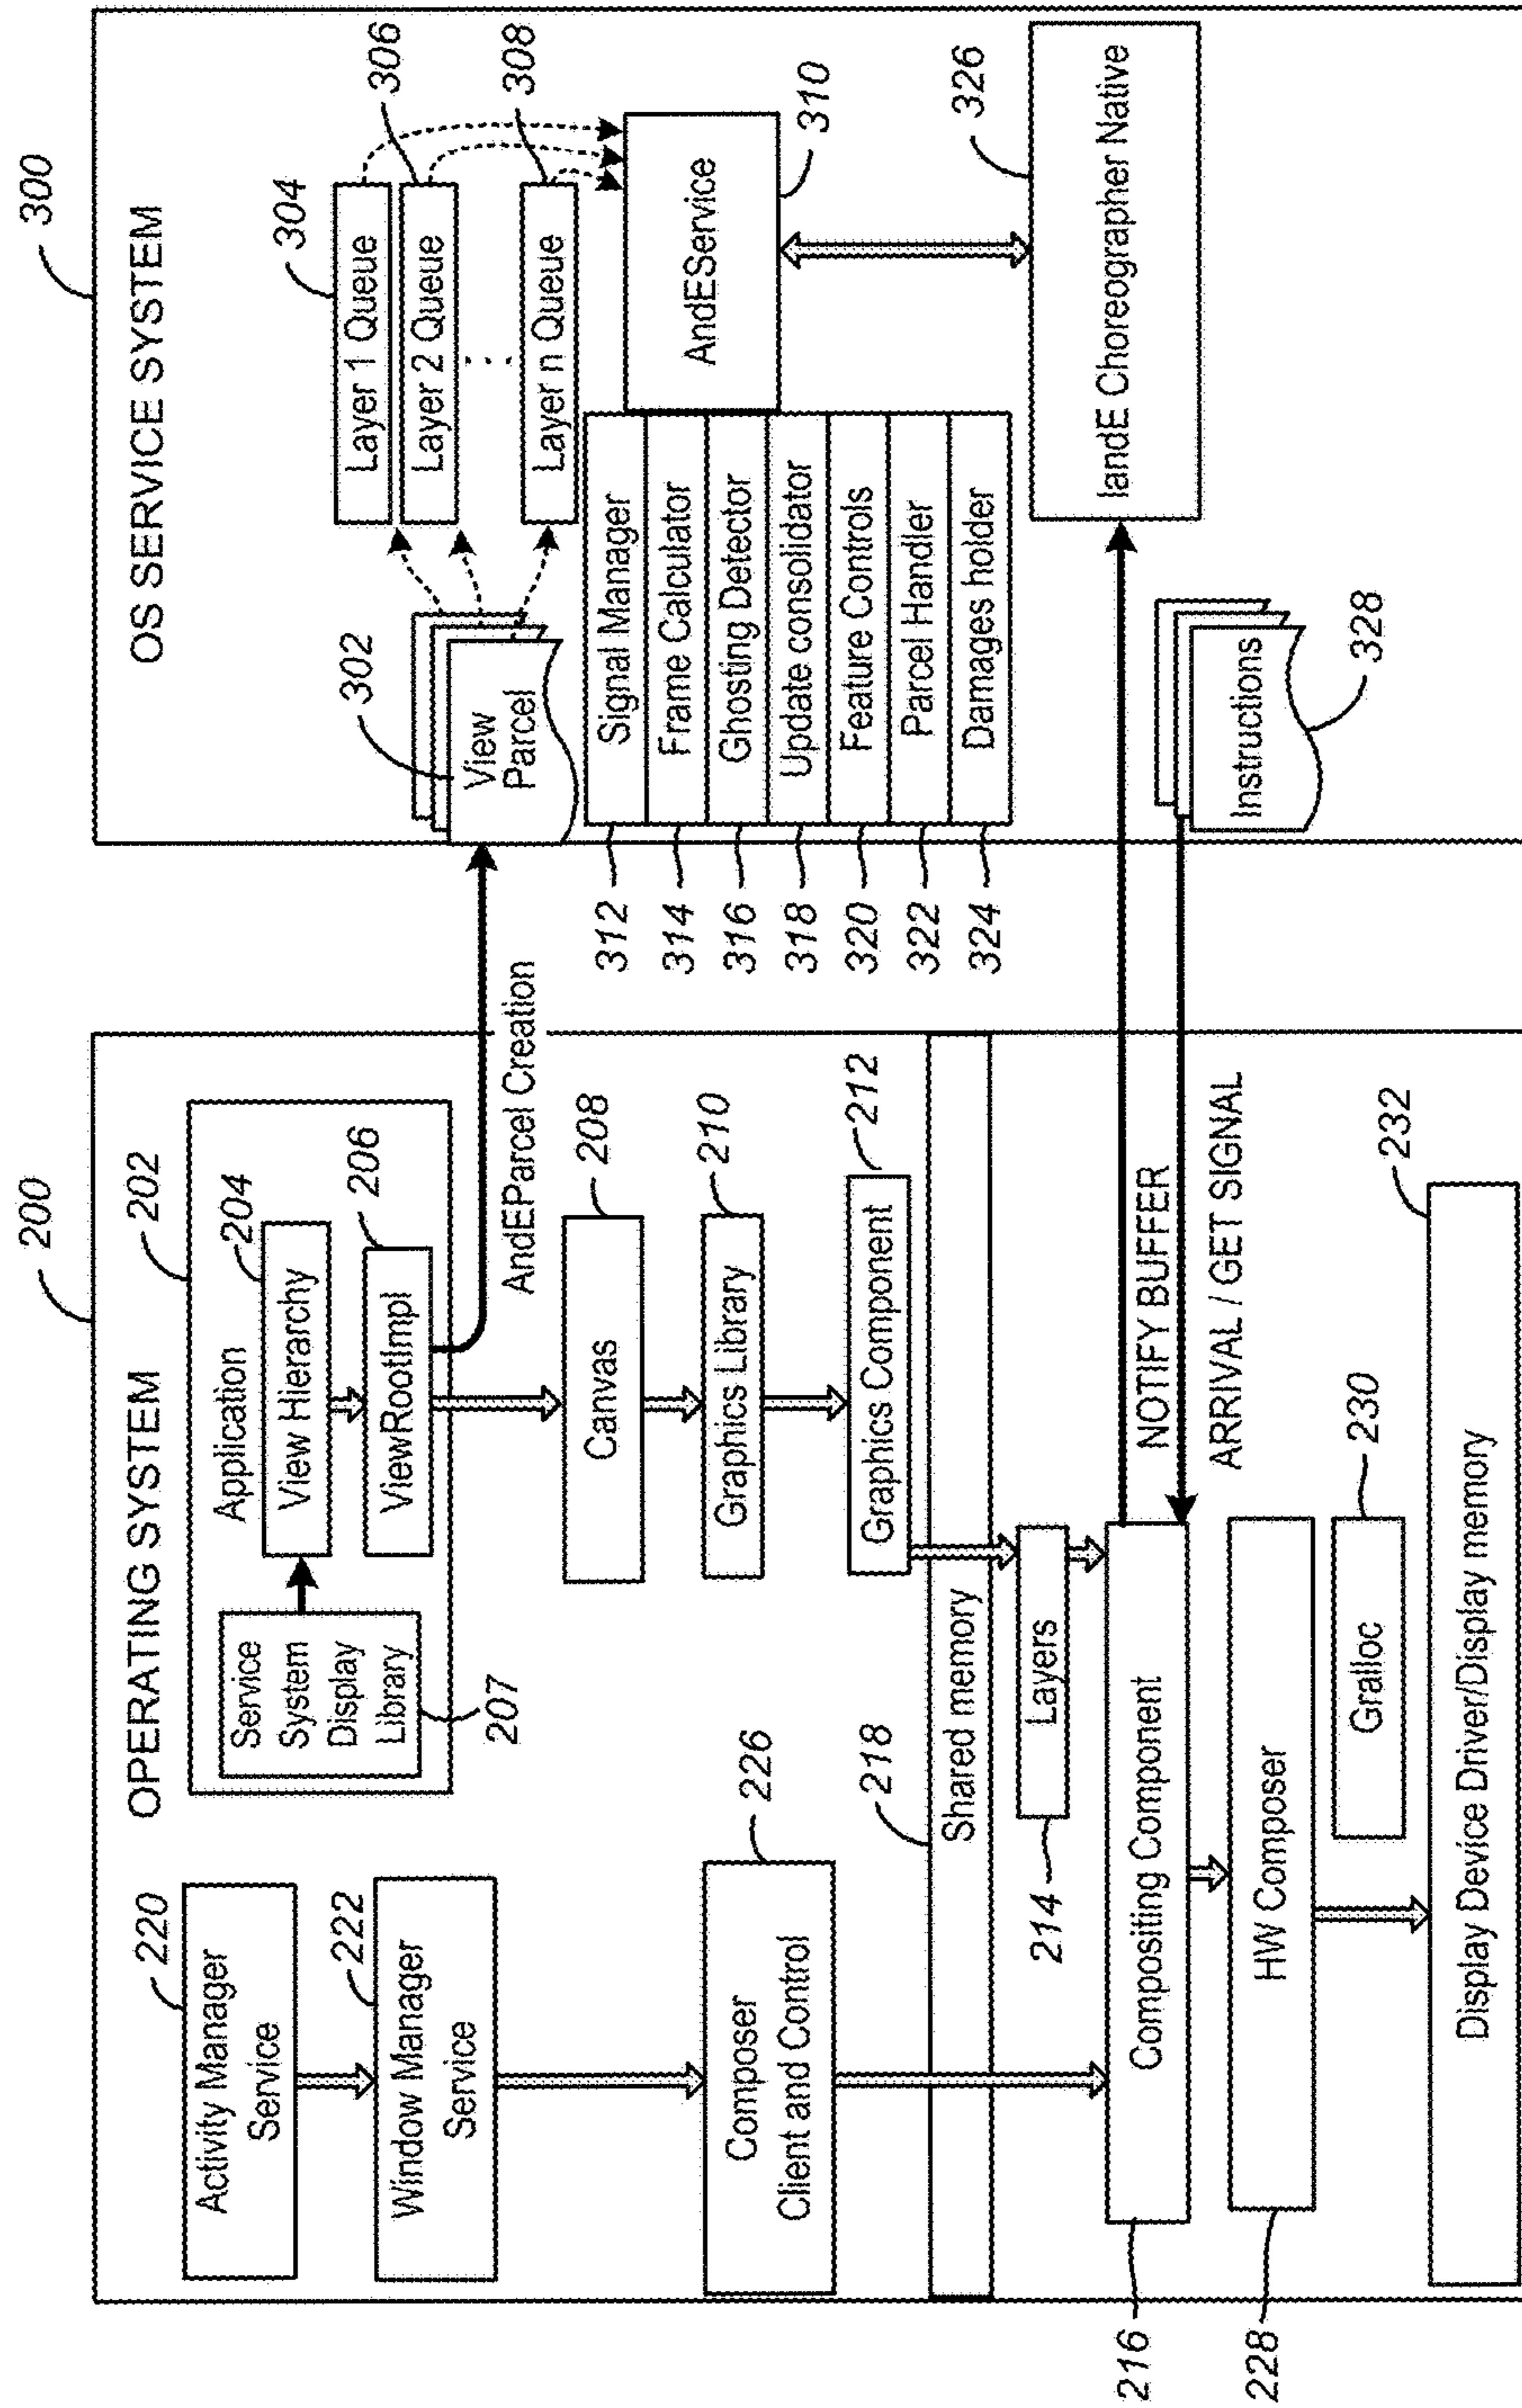 200
300
OPERATING SYSTEM
OS SERVICE SYSTEM
220
Activity Manager
Service
222
Window Manager
Service
226
Composer
Client and Control
202
Application
204
View Hierarchy
206
ViewRootImpl
Service
System
Display
Library
207
AndEParcel Creation
208
Canvas
210
Graphics Library
212
Graphics Component
218
Shared memory
214
Layers
216
Compositing Component
NOTIFY BUFFER
ARRIVAL / GET SIGNAL
228
HW Composer
230
Gralloc
232
Display Device Driver/Display memory
302
View
Parcel
304
Layer 1 Queue
306
Layer 2 Queue
308
Layer n Queue
310
AndEService
312
Signal Manager
314
Frame Calculator
316
Ghosting Detector
318
Update consolidator
320
Feature Controls
322
Parcel Handler
324
Damages holder
326
IandE Choreographer Native
Instructions
328